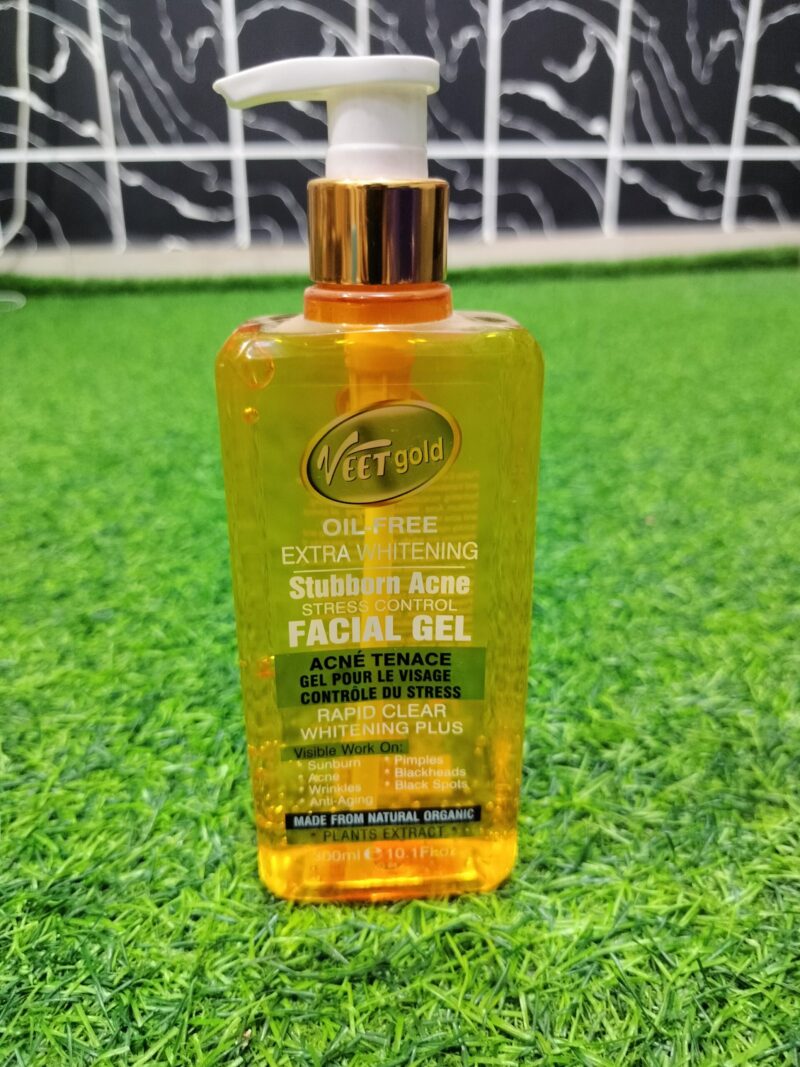 VEET gold
OIL-FREE
EXTRA WHITENING
Stubborn Acne
STRESS CONTROL
FACIAL GEL
ACNÉ TENACE
GEL POUR LE VISAGE
CONTRÔLE DU STRESS
RAPID CLEAR
WHITENING PLUS
Visible Work On:
• Sunburn • Pimples
• Acne • Blackheads
• Wrinkles • Black Spots
• Anti-Aging
MADE FROM NATURAL ORGANIC
• PLANTS EXTRACT •
300ml e 10.1Fl.oz